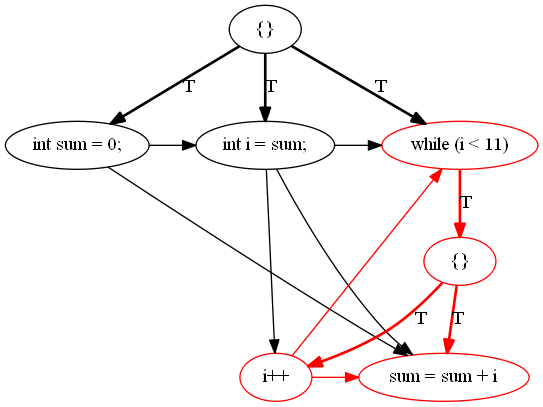 {}
T
T
T
int sum = 0;
int i = sum;
while (i < 11)
T
{}
T
T
i++
sum = sum + i